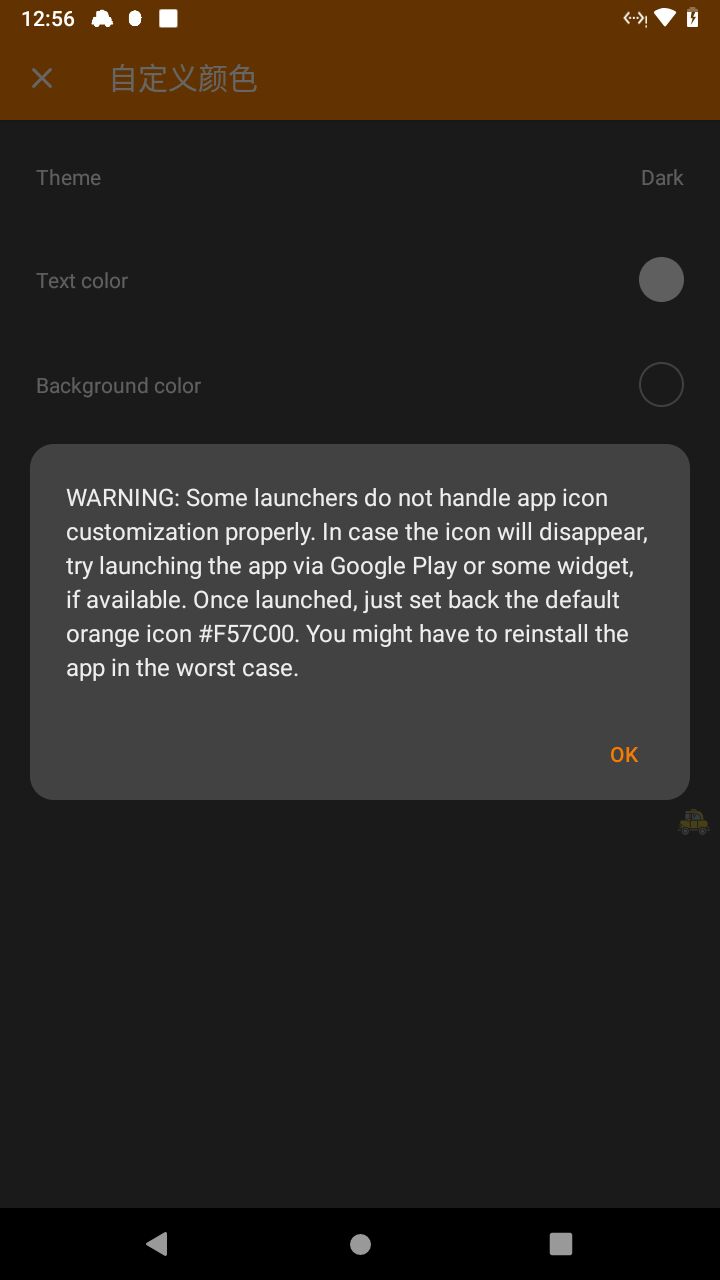 12:56
自定义颜色
Theme
Dark
Text color
Background color
WARNING: Some launchers do not handle app icon
customization properly. In case the icon will disappear,
try launching the app via Google Play or some widget,
if available. Once launched, just set back the default
orange icon #F57C00. You might have to reinstall the
app in the worst case.
OK